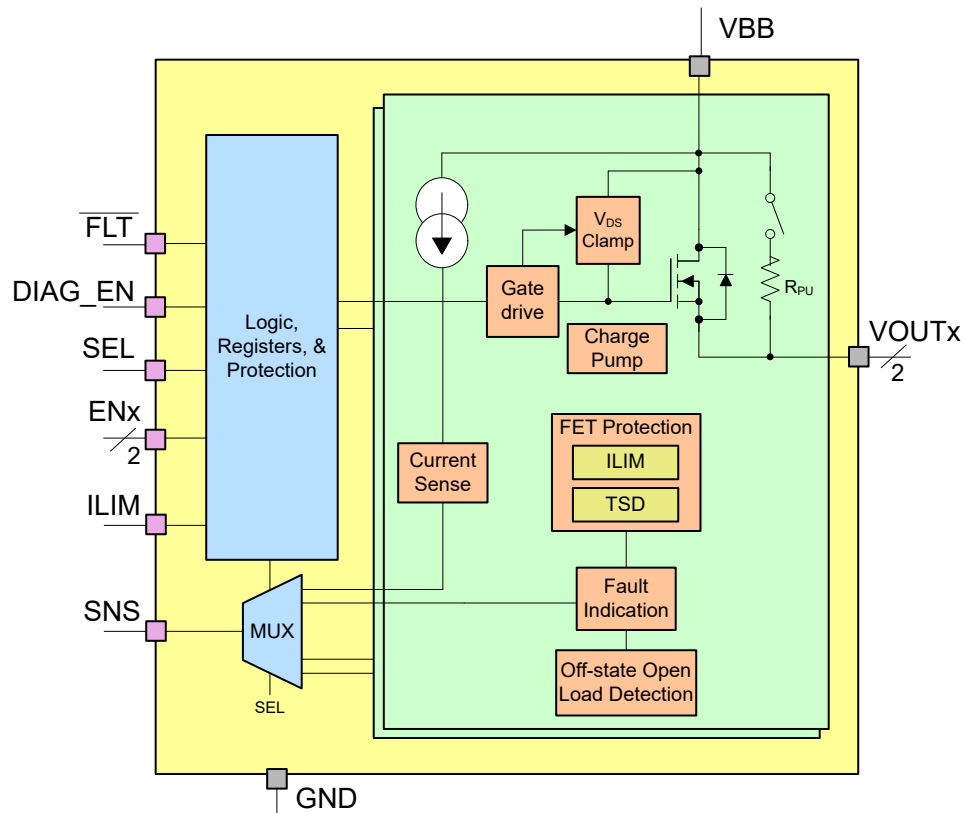 VBB
FLT
DIAG_EN
SEL
ENx
2
ILIM
SNS
Logic,
Registers, &
Protection
MUX
SEL
GND
VDS
Clamp
Gate
drive
Charge
Pump
RPU
VOUTx
2
Current
Sense
FET Protection
ILIM
TSD
Fault
Indication
Off-state Open
Load Detection